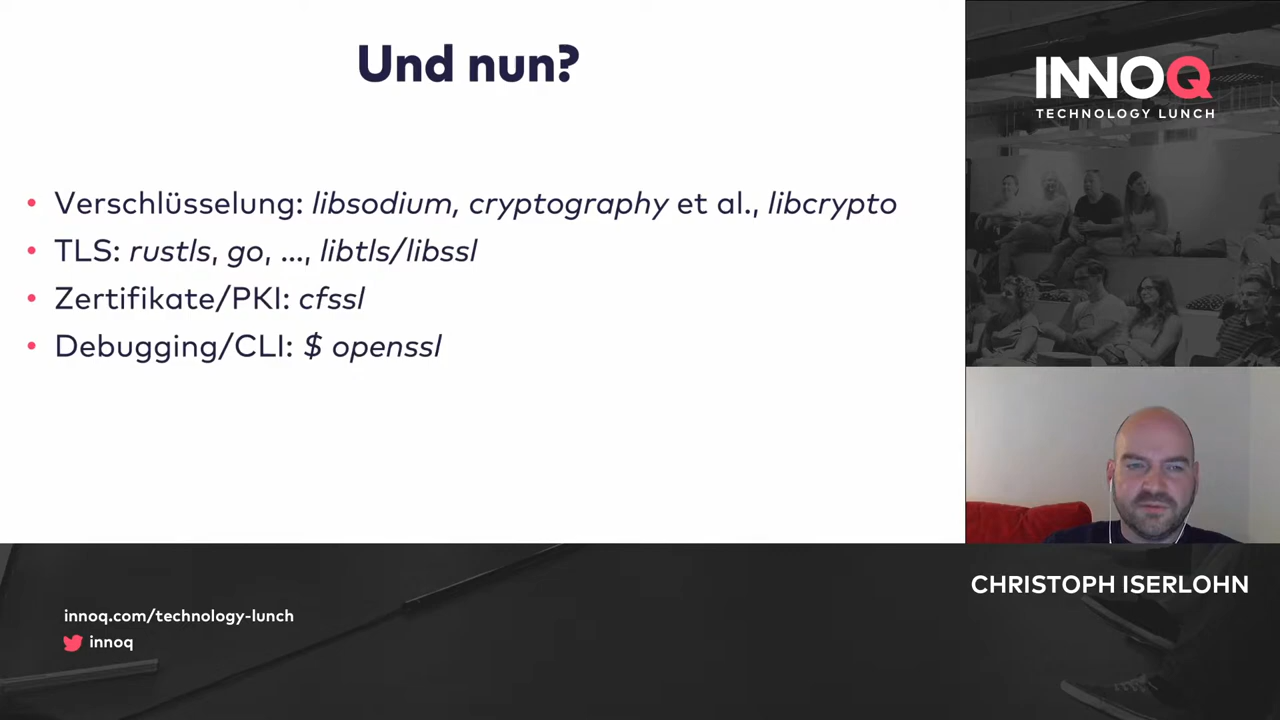 Und nun?
• Verschlüsselung: libsodium, cryptography et al., libcrypto
• TLS: rustls, go, ..., libtls/libssl
• Zertifikate/PKI: cfssl
• Debugging/CLI: $ openssl
INNOQ
TECHNOLOGY LUNCH
CHRISTOPH ISERLOHN
innoq.com/technology-lunch
innoq